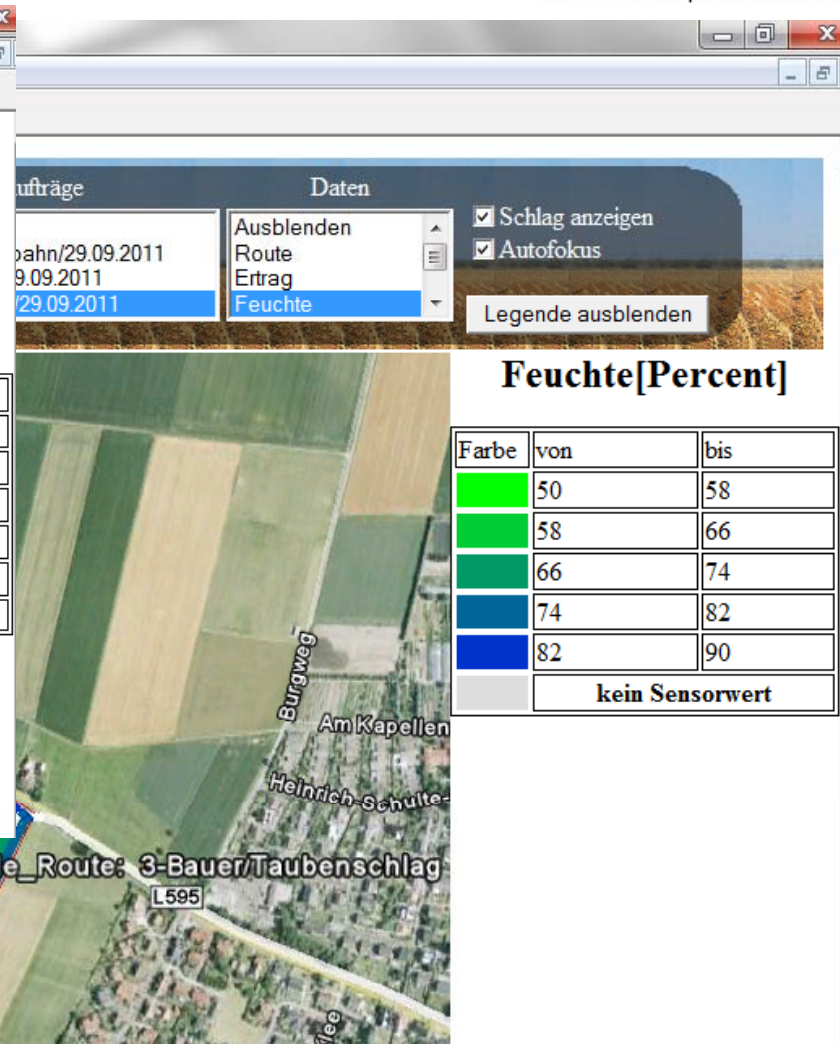 ufträge
Daten
bahn/29.09.2011
9.09.2011
/29.09.2011
Ausblenden
Route
Ertrag
Feuchte
Schlag anzeigen
Autofokus
Legende ausblenden
Feuchte[Percent]
Farbe von bis
50 58
58 66
66 74
74 82
82 90
kein Sensorwert
Burgweg
Am Kapellen
Heinrich-Schulte-
e_Route: 3-Bauer/Taubenschlag
L595